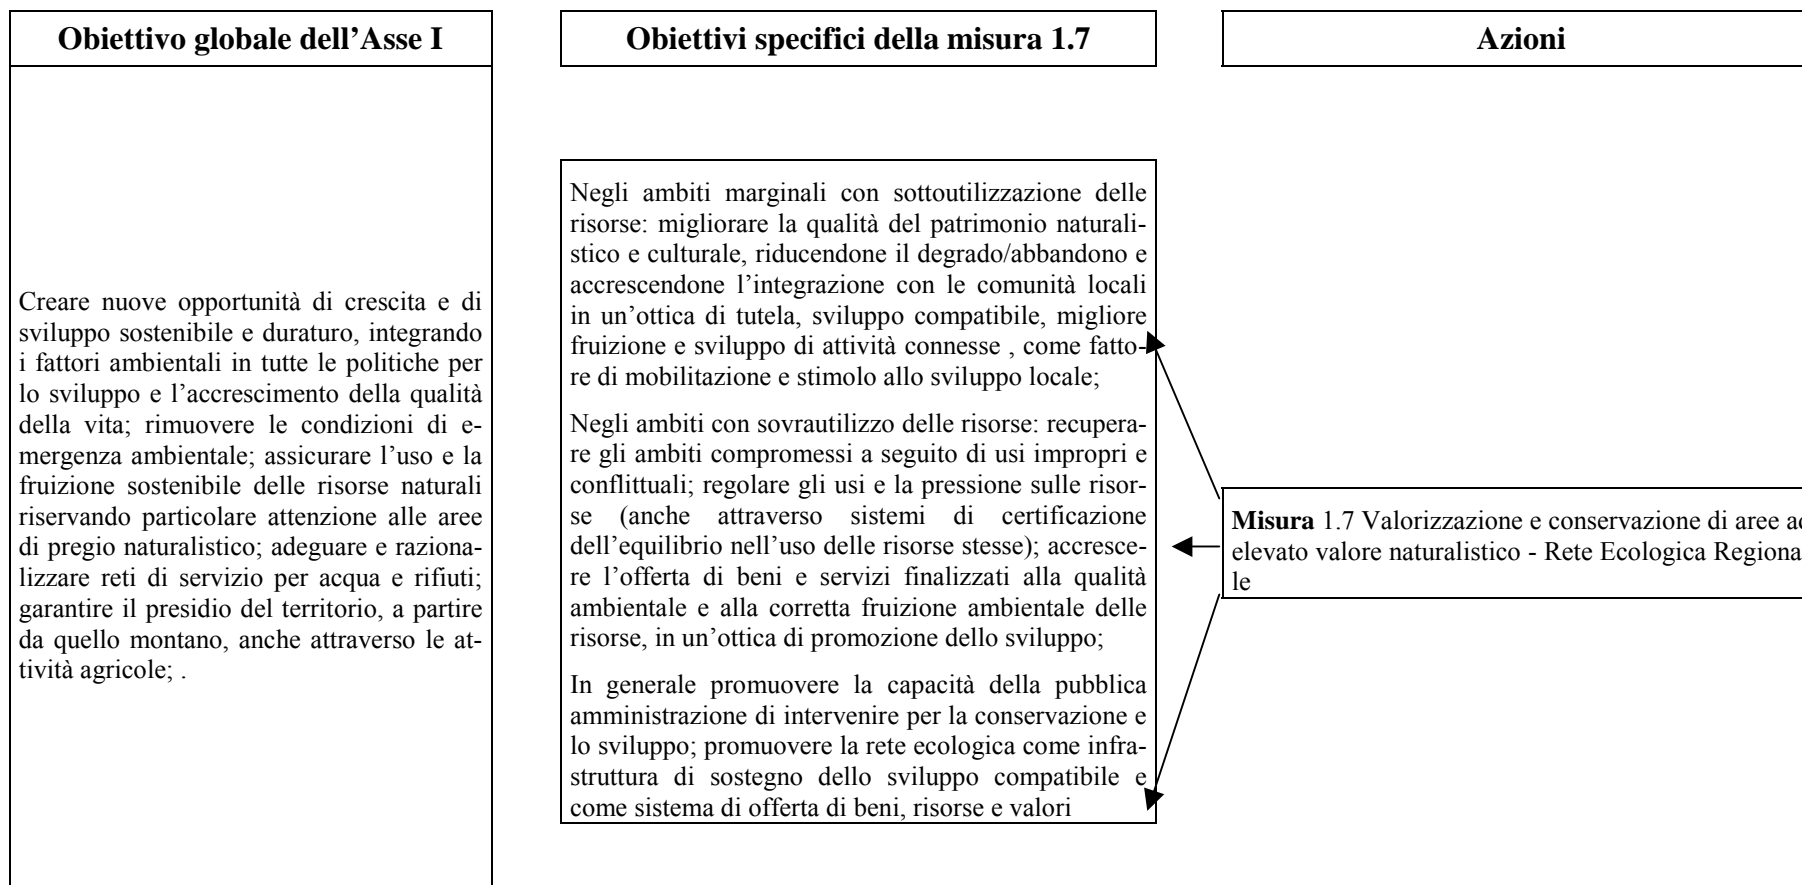 Obiettivo globale dell’Asse I
Creare nuove opportunità di crescita e di
sviluppo sostenibile e duraturo, integrando
i fattori ambientali in tutte le politiche per
lo sviluppo e l’accrescimento della qualità
della vita; rimuovere le condizioni di e-
mergenza ambientale; assicurare l’uso e la
fruizione sostenibile delle risorse naturali
riservando particolare attenzione alle aree
di pregio naturalistico; adeguare e raziona-
lizzare reti di servizio per acqua e rifiuti;
garantire il presidio del territorio, a partire
da quello montano, anche attraverso le at-
tività agricole; .
Obiettivi specifici della misura 1.7
Negli ambiti marginali con sottoutilizzazione delle
risorse: migliorare la qualità del patrimonio naturali-
stico e culturale, riducendone il degrado/abbandono e
accrescendone l’integrazione con le comunità locali
in un’ottica di tutela, sviluppo compatibile, migliore
fruizione e sviluppo di attività connesse , come fatto-
re di mobilitazione e stimolo allo sviluppo locale;
Negli ambiti con sovrautilizzo delle risorse: recupera-
re gli ambiti compromessi a seguito di usi impropri e
conflittuali; regolare gli usi e la pressione sulle risor-
se (anche attraverso sistemi di certificazione
dell’equilibrio nell’uso delle risorse stesse); accresce-
re l’offerta di beni e servizi finalizzati alla qualità
ambientale e alla corretta fruizione ambientale delle
risorse, in un’ottica di promozione dello sviluppo;
In generale promuovere la capacità della pubblica
amministrazione di intervenire per la conservazione e
lo sviluppo; promuovere la rete ecologica come infra-
struttura di sostegno dello sviluppo compatibile e
come sistema di offerta di beni, risorse e valori
Azioni
Misura 1.7 Valorizzazione e conservazione di aree
elevato valore naturalistico - Rete Ecologica Regiona
le